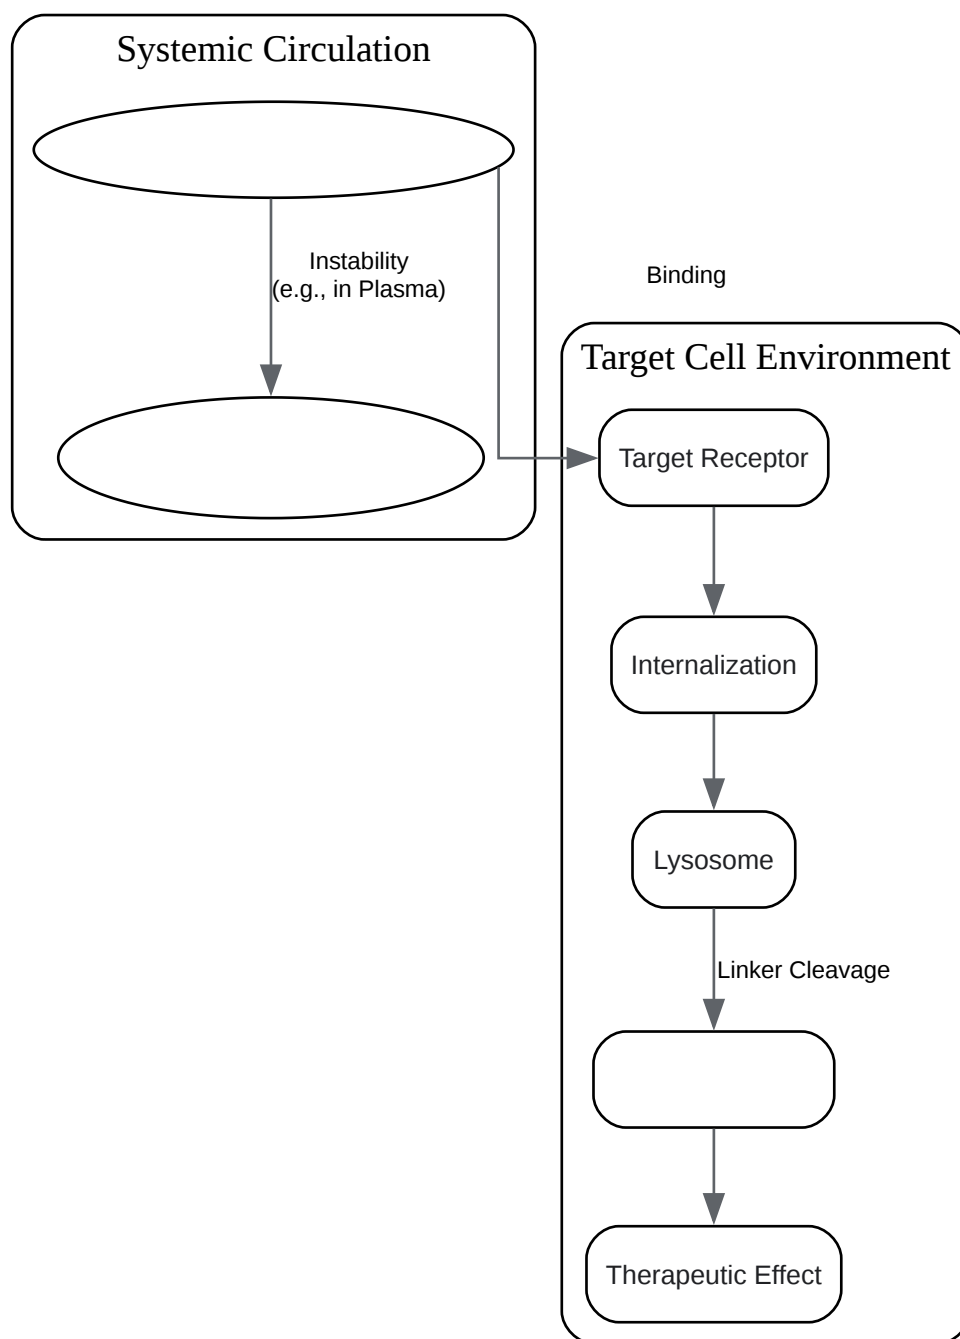 Systemic Circulation
Instability
(e.g., in Plasma)
Binding
Target Cell Environment
Target Receptor
Internalization
Lysosome
Linker Cleavage
Therapeutic Effect